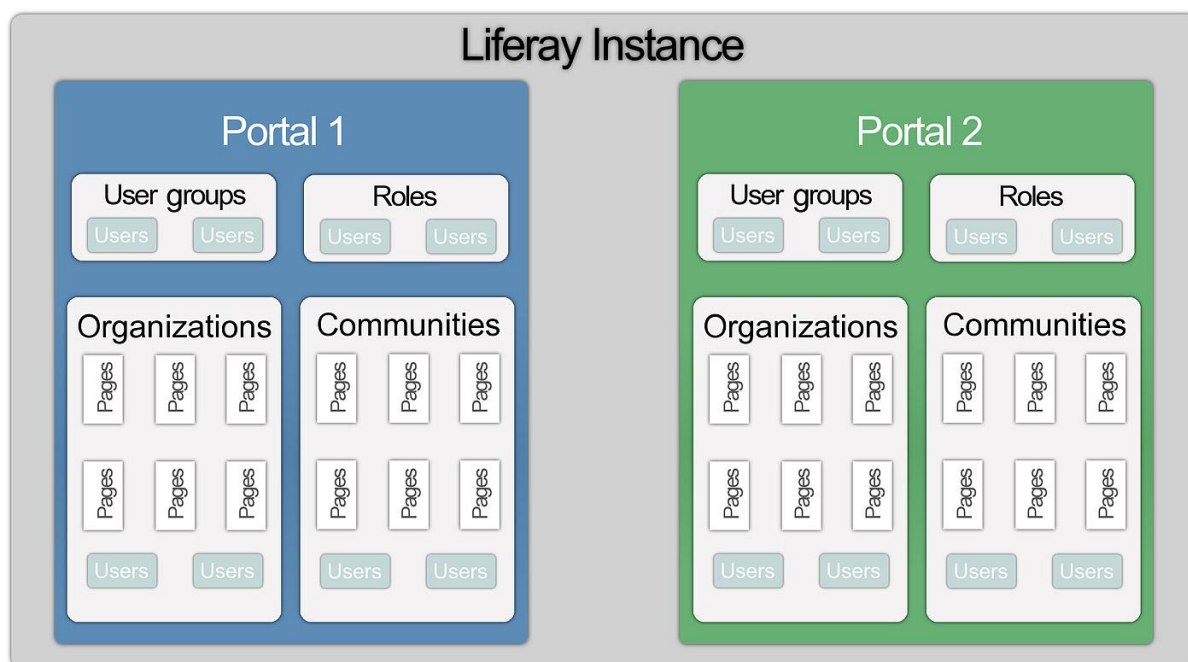 Liferay Instance
Portal 1
User groups
Users Users
Roles
Users Users
Organizations
Pages Pages Pages
Pages Pages Pages
Users Users
Communities
Pages Pages Pages
Pages Pages Pages
Users Users
Portal 2
User groups
Users Users
Roles
Users Users
Organizations
Pages Pages Pages
Pages Pages Pages
Users Users
Communities
Pages Pages Pages
Pages Pages Pages
Users Users